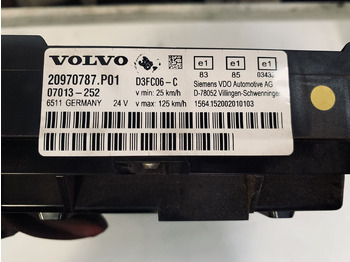 VOLVO
D3FC06-C
e1 e1 e1
83 85 03432
20970787.P01
07013-252
v min: 25 km/h
Siemens VDO Automotive AG
6511 GERMANY 24 V
v max: 125 km/h
D-78052 Villingen-Schwenningen
1564.152002010103